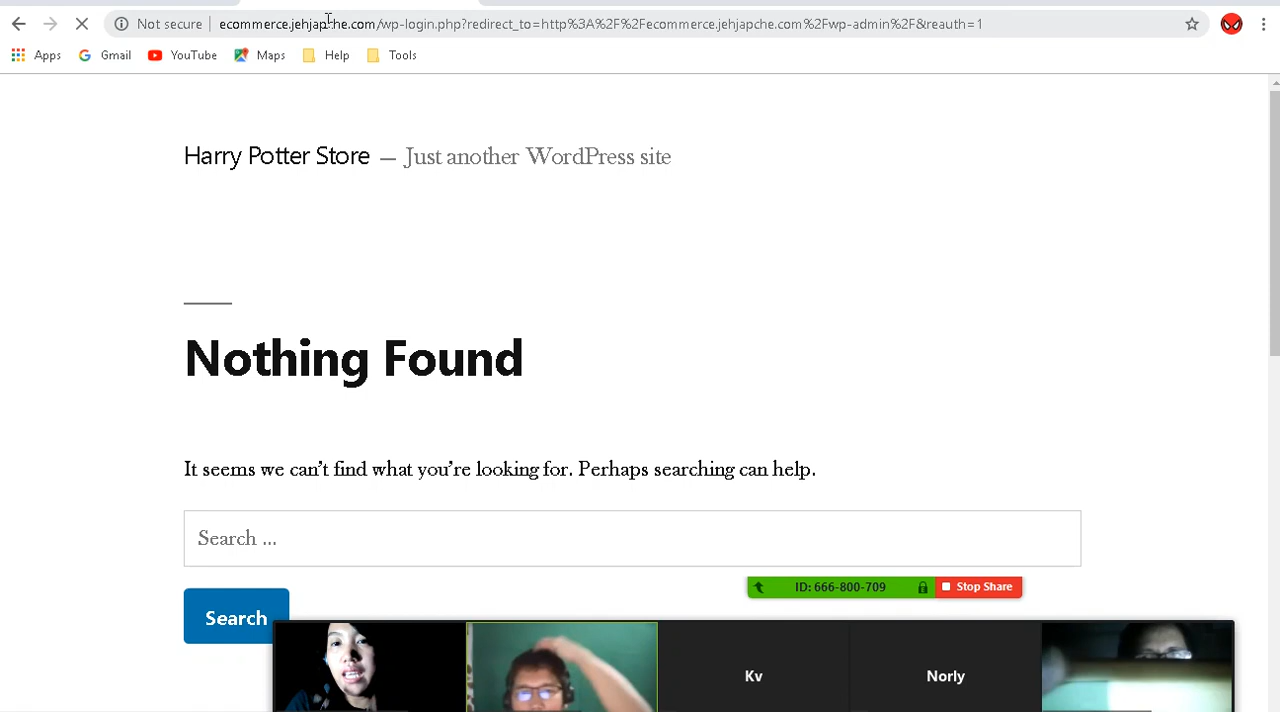 Not secure | ecommerce.jehjapche.com/wp-login.php?redirect_to=http%3A%2F%2Fecommerce.jehjapche.com%2Fwp-admin%2F&reauth=1
Apps Gmail YouTube Maps Help Tools
Harry Potter Store — Just another WordPress site
Nothing Found
It seems we can't find what you're looking for. Perhaps searching can help.
Search ...
ID: 666-800-709 Stop Share
Search
Kv Norly